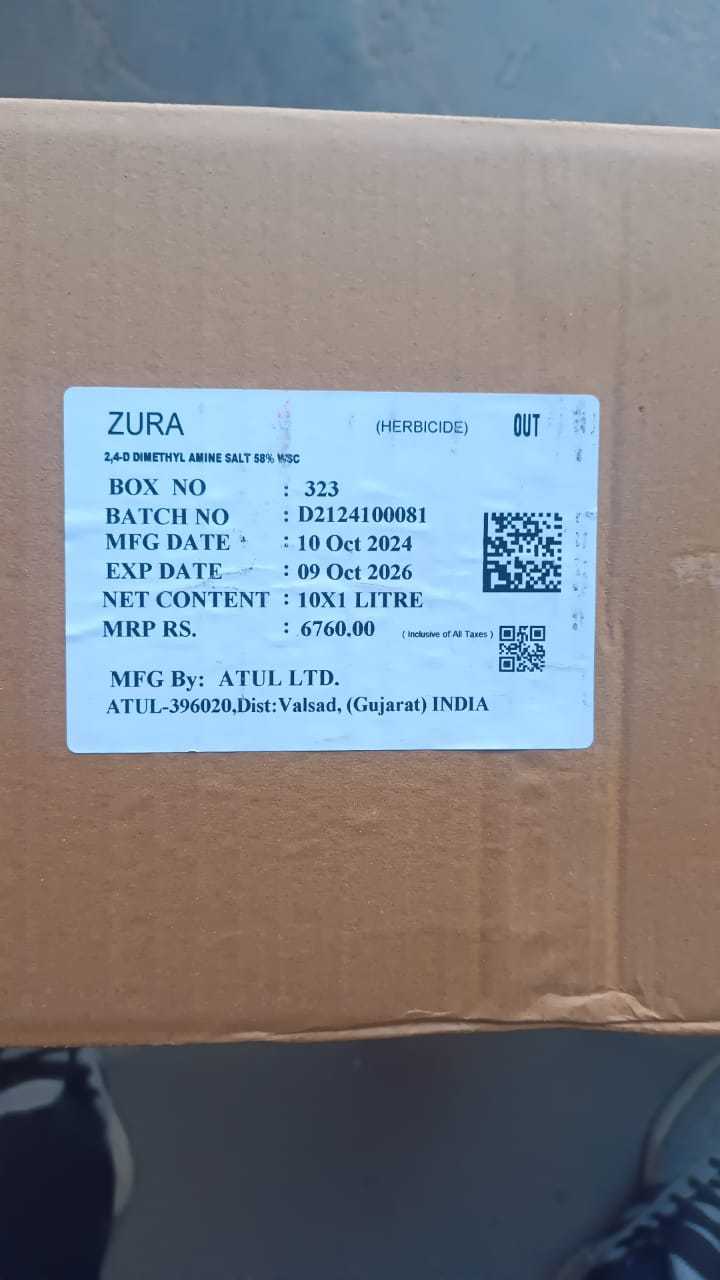 ZURA (HERBICIDE) OUT
2,4-D DIMETHYL AMINE SALT 58% WSC
BOX NO : 323
BATCH NO : D2124100081
MFG DATE : 10 Oct 2024
EXP DATE : 09 Oct 2026
NET CONTENT : 10X1 LITRE
MRP RS. : 6760.00 ( Inclusive of All Taxes )
MFG By: ATUL LTD.
ATUL-396020,Dist:Valsad, (Gujarat) INDIA